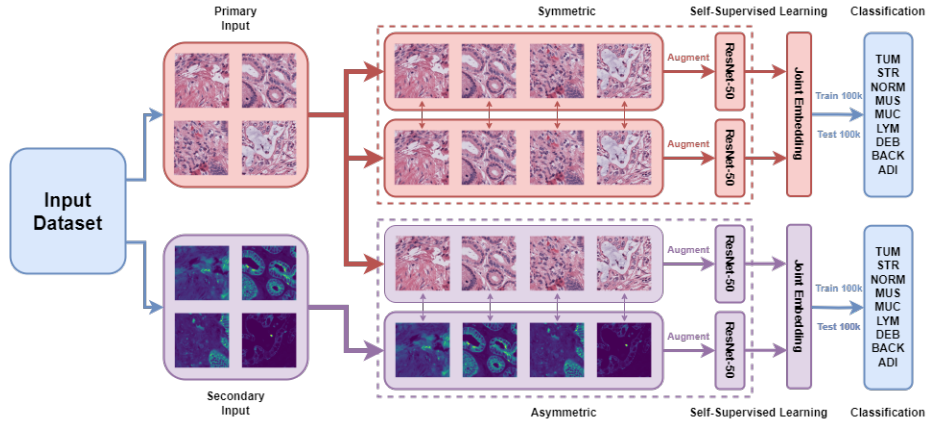 Primary
Input
Symmetric
Self-Supervised Learning
Classification
Input
Dataset
Augment
ResNet-50
Augment
ResNet-50
Joint Embedding
Train 100k
Test 100k
TUM
STR
NORM
MUS
MUC
LYM
DEB
BACK
ADI
Augment
ResNet-50
Augment
ResNet-50
Joint Embedding
Train 100k
Test 100k
TUM
STR
NORM
MUS
MUC
LYM
DEB
BACK
ADI
Secondary
Input
Asymmetric
Self-Supervised Learning
Classification